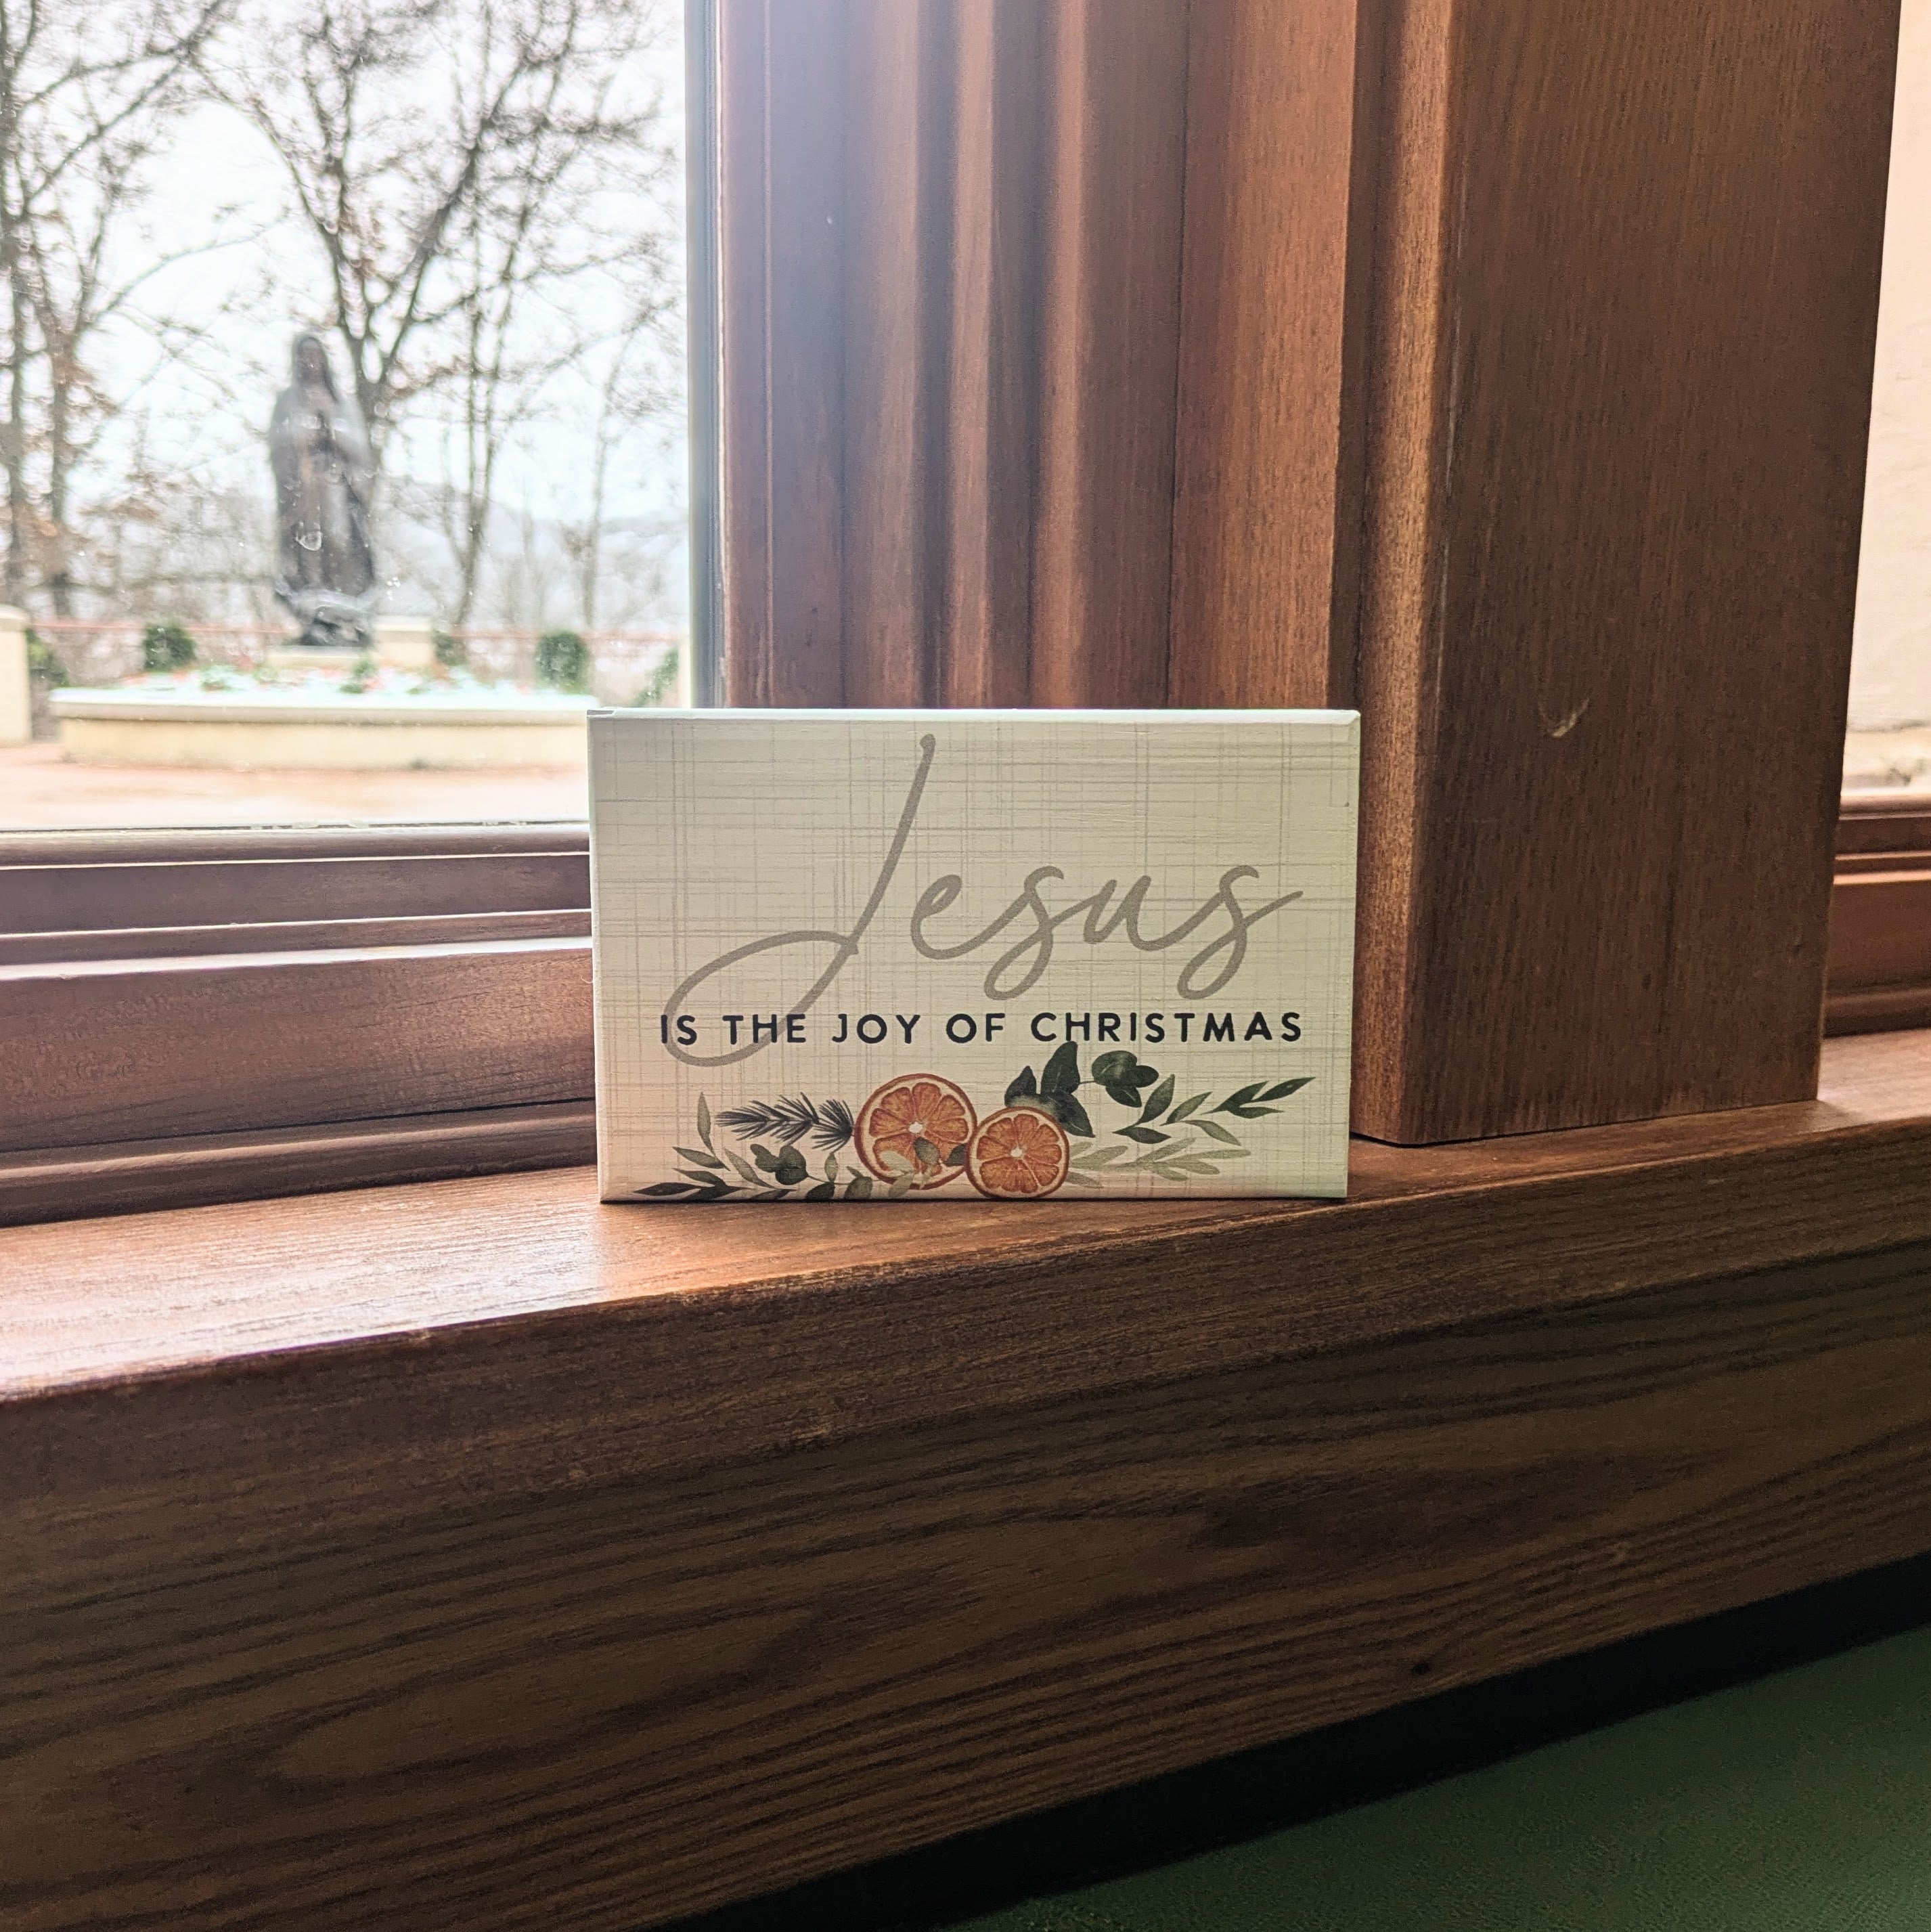 Jesus
IS THE JOY OF CHRISTMAS